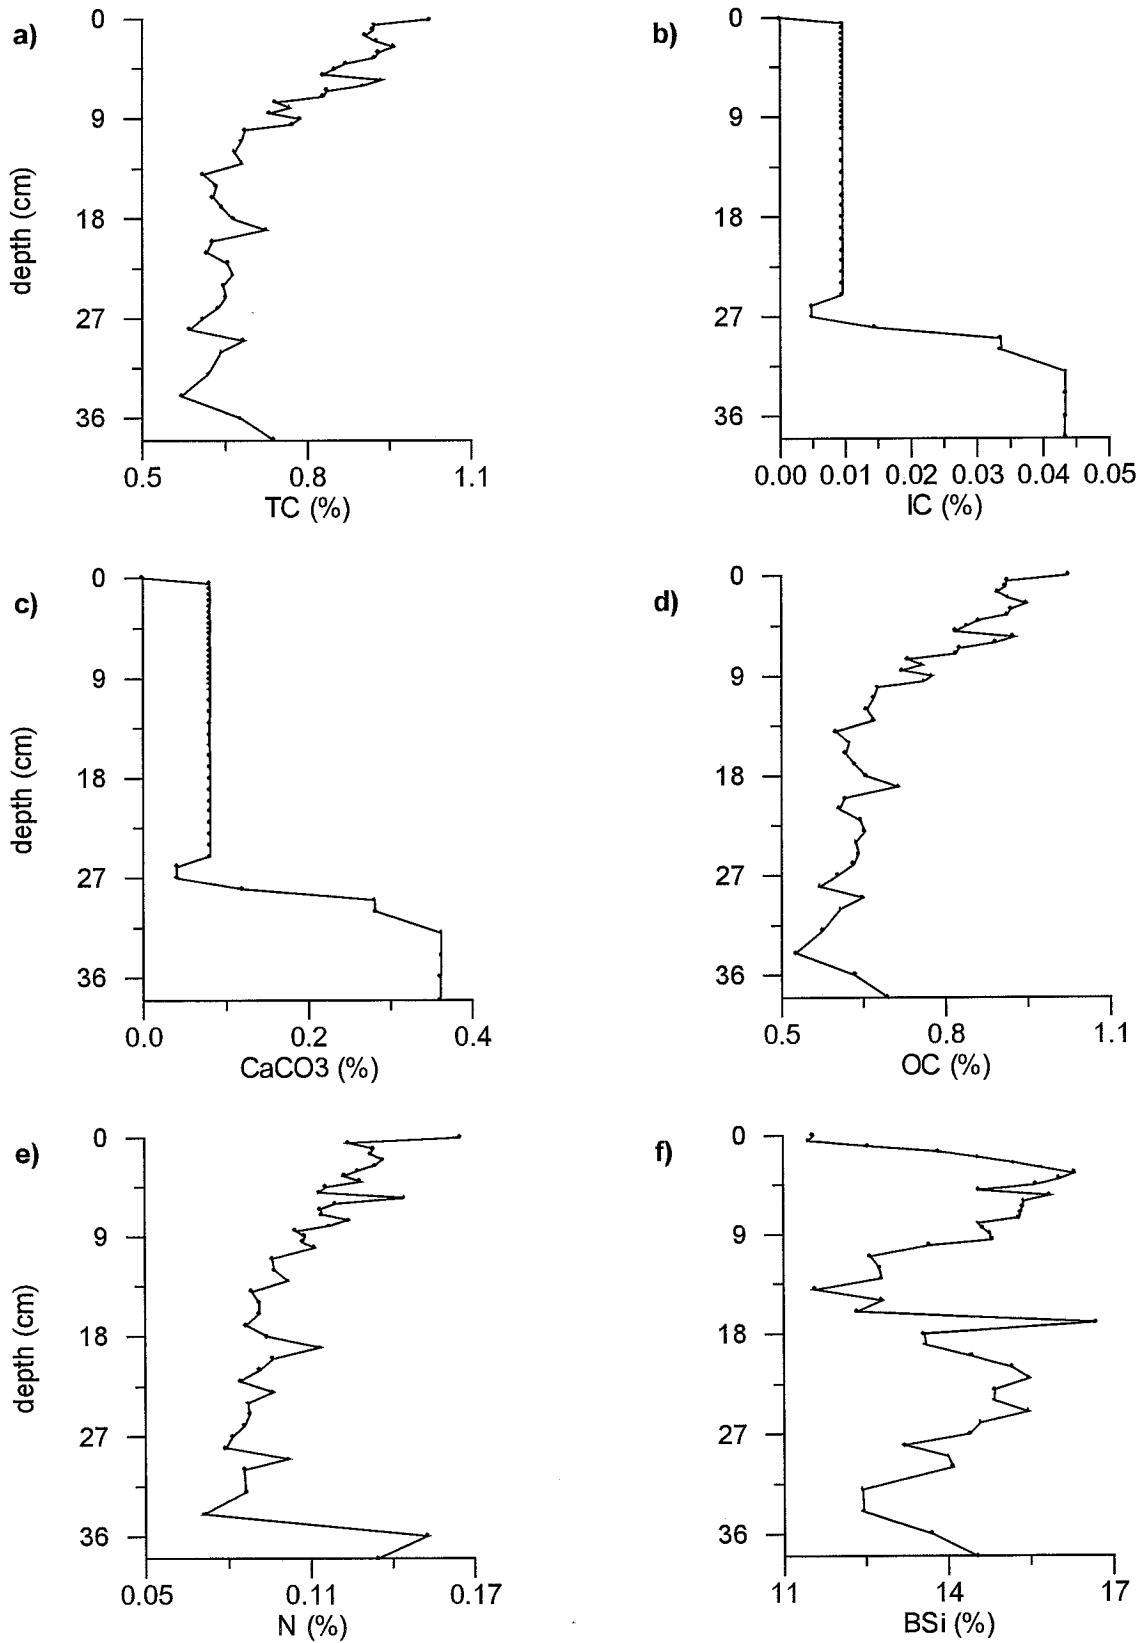 a)
0
9
18
27
36
depth (cm)
0.5 0.8 1.1
TC (%)
b)
0
9
18
27
36
0.00 0.01 0.02 0.03 0.04 0.05
IC (%)
c)
0
9
18
27
36
depth (cm)
0.0 0.2 0.4
CaCO3 (%)
d)
0
9
18
27
36
0.5 0.8 1.1
OC (%)
e)
0
9
18
27
36
depth (cm)
0.05 0.11 0.17
N (%)
f)
0
9
18
27
36
11 14 17
BSi (%)